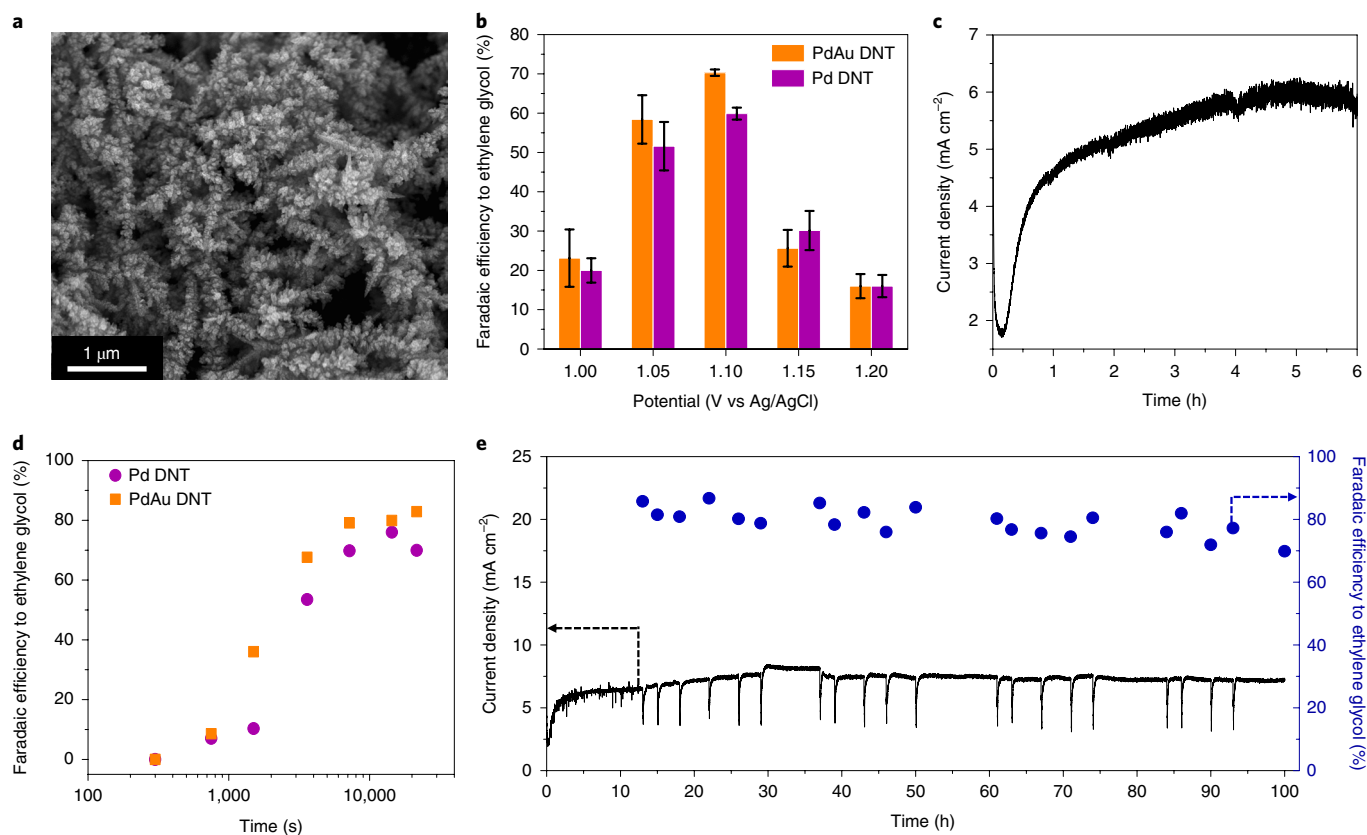 a
1 μm
b
Faradaic efficiency to ethylene glycol (%)
80
70
60
50
40
30
20
10
0
PdAu DNT
Pd DNT
1.00 1.05 1.10 1.15 1.20
Potential (V vs Ag/AgCl)
c
Current density (mA cm−2)
7
6
5
4
3
2
0 1 2 3 4 5 6
Time (h)
d
Faradaic efficiency to ethylene glycol (%)
100
80
60
40
20
0
Pd DNT
PdAu DNT
100 1,000 10,000
Time (s)
e
Current density (mA cm−2)
25
20
15
10
5
0
0 10 20 30 40 50 60 70 80 90 100
Time (h)
100
80
60
40
20
0
Faradaic efficiency to ethylene glycol (%)